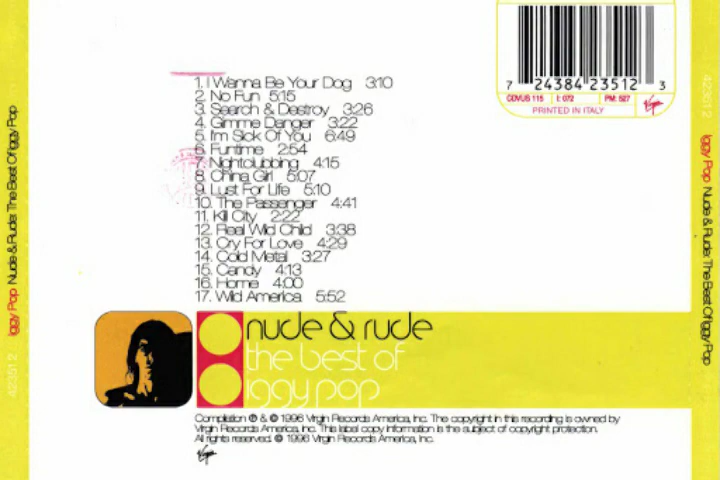 7 24384 23512 3
CDVUS 115 I: 072 PM: 527
PRINTED IN ITALY
1. I Wanna Be Your Dog 3:10
2. No Fun 5:15
3. Search & Destroy 3:26
4. Gimme Danger 3:22
5. I'm Sick Of You 6:49
6. Funtime 2:54
7. Nightclubbing 4:15
8. China Girl 5:07
9. Lust For Life 5:10
10. The Passenger 4:41
11. Kill City 2:22
12. Real Wild Child 3:38
13. Cry For Love 4:29
14. Cold Metal 3:27
15. Candy 4:13
16. Home 4:00
17. Wild America 5:52
nude & rude
the best of
iggy pop
Compilation ℗ & © 1996 Virgin Records America, Inc. The copyright in this recording is owned by
Virgin Records America, Inc. This label copy information is the subject of copyright protection.
All rights reserved. © 1996 Virgin Records America, Inc.
Virgin
42351 2 Iggy Pop Nude & Rude: The Best Of Iggy Pop
42351 2 Iggy Pop Nude & Rude: The Best Of Iggy Pop
Virgin